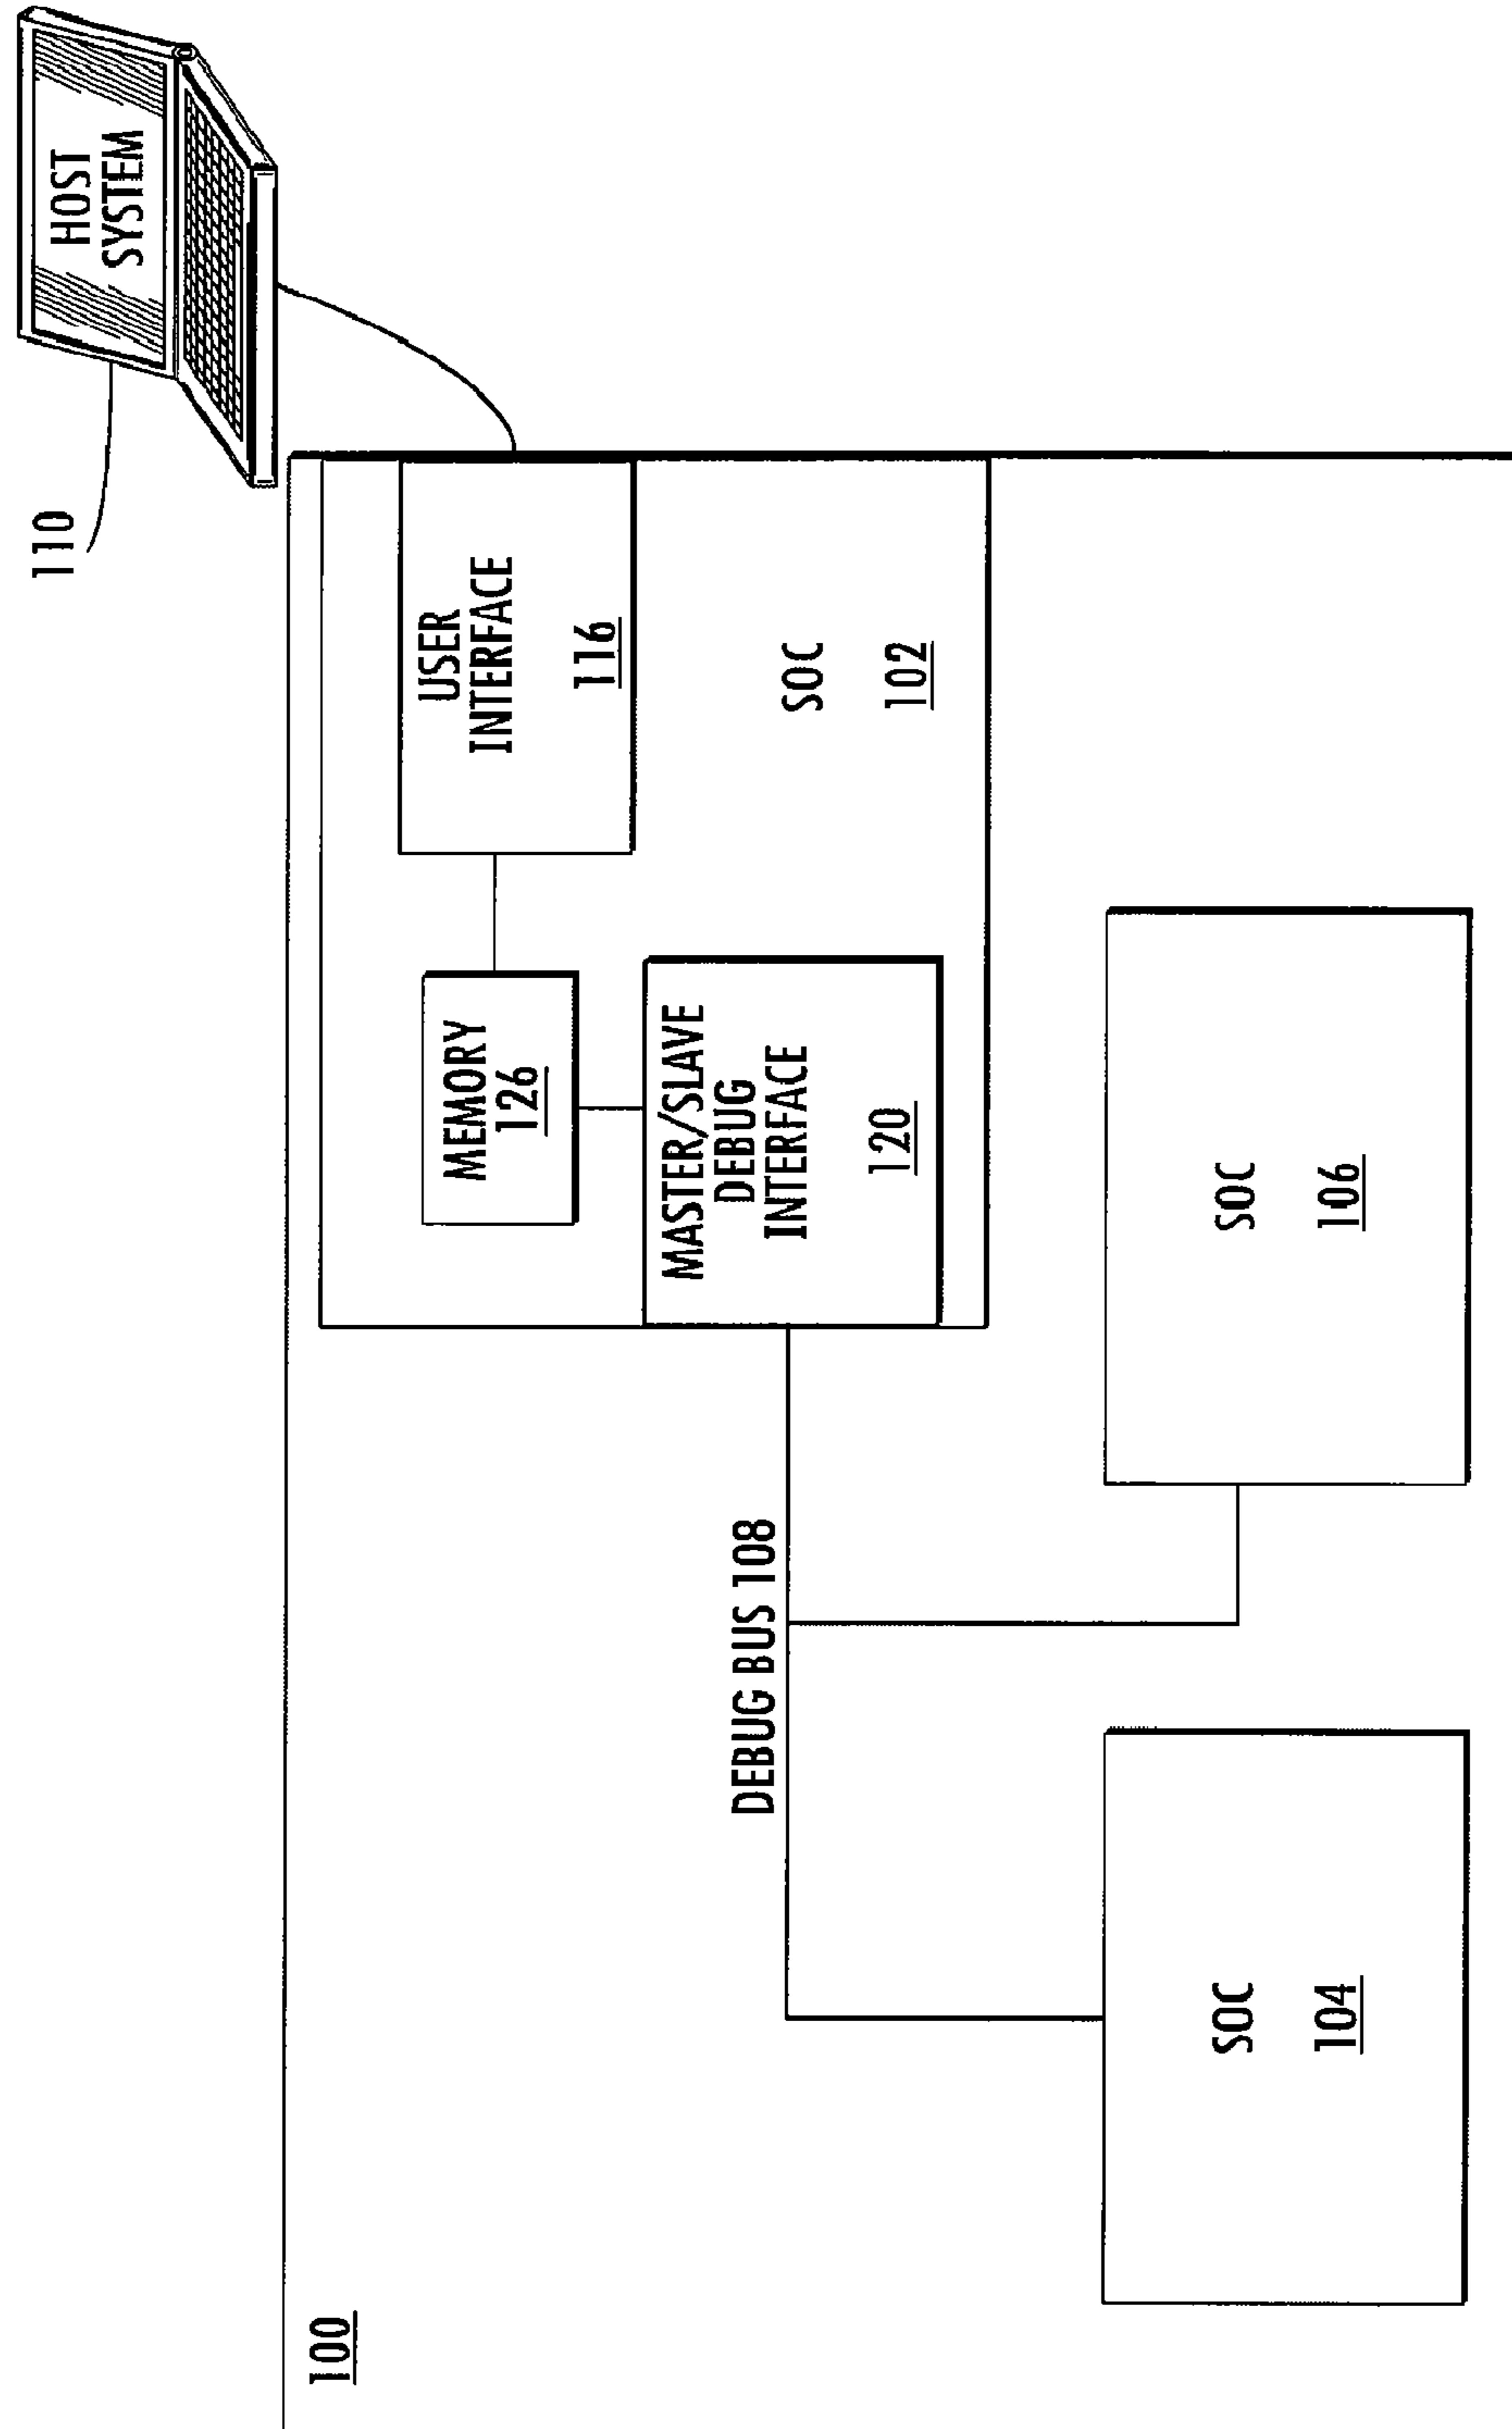 100
110
HOST
SYSTEM
USER
INTERFACE
116
MEMORY
126
MASTER/SLAVE
DEBUG
INTERFACE
120
SOC
102
DEBUG BUS 108
SOC
104
SOC
106